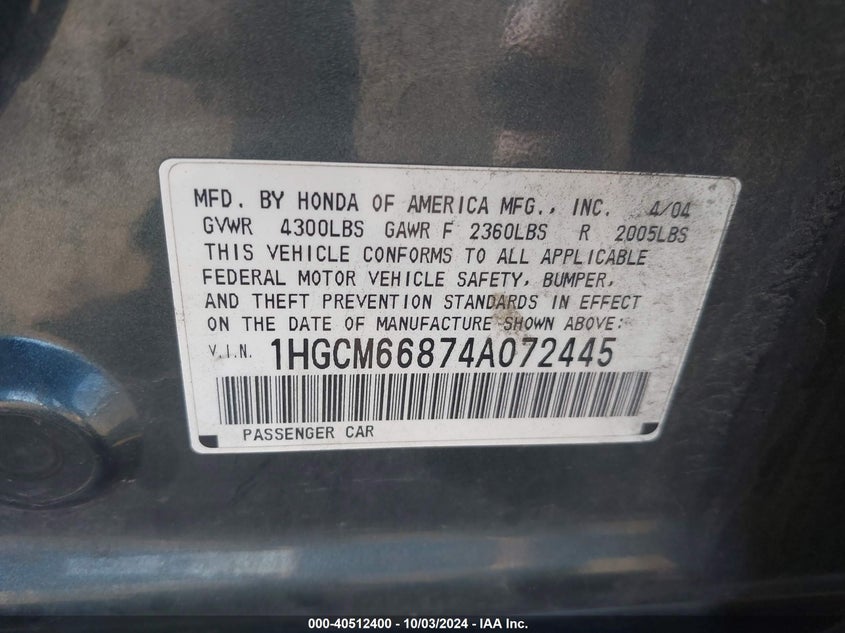 MFD. BY HONDA OF AMERICA MFG., INC. 4/04
GVWR 4300LBS GAWR F 2360LBS R 2005LBS
THIS VEHICLE CONFORMS TO ALL APPLICABLE
FEDERAL MOTOR VEHICLE SAFETY, BUMPER,
AND THEFT PREVENTION STANDARDS IN EFFECT
ON THE DATE OF MANUFACTURE SHOWN ABOVE:
V.I.N. 1HGCM66874A072445
PASSENGER CAR
000-40512400 - 10/03/2024 - IAA Inc.